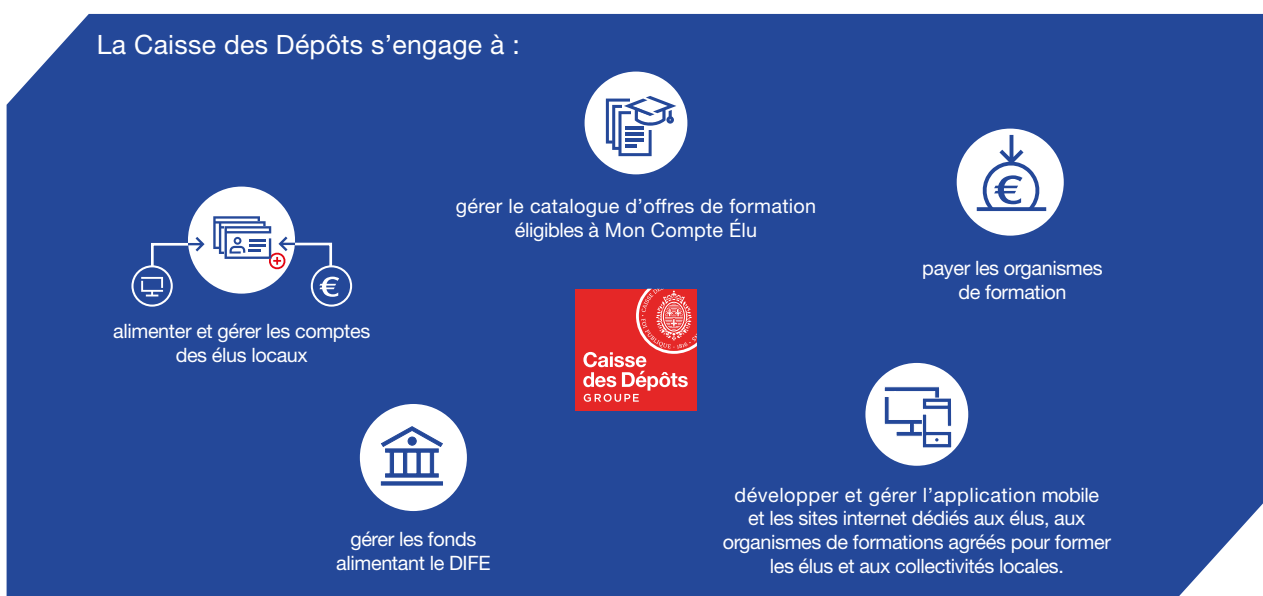 La Caisse des Dépôts s’engage à :
gérer le catalogue d’offres de formation
éligibles à Mon Compte Élu
payer les organismes
de formation
alimenter et gérer les comptes
des élus locaux
Caisse
des Dépôts
GROUPE
gérer les fonds
alimentant le DIFE
développer et gérer l’application mobile
et les sites internet dédiés aux élus, aux
organismes de formations agréés pour former
les élus et aux collectivités locales.